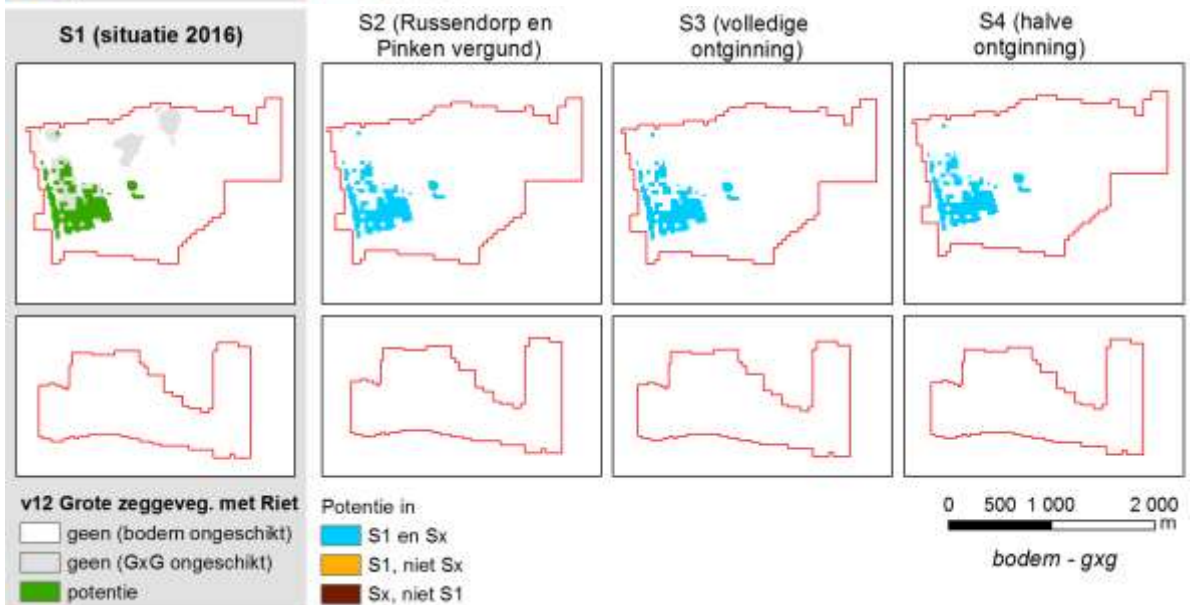 S1 (situatie 2016)
S2 (Russendorp en
Pinken vergund)
S3 (volledige
ontginning)
S4 (halve
ontginning)
v12 Grote zeggeveg. met Riet
geen (bodem ongeschikt)
geen (GxG ongeschikt)
potentie
Potentie in
S1 en Sx
S1, niet Sx
Sx, niet S1
0 500 1 000 2 000
m
bodem - gxg